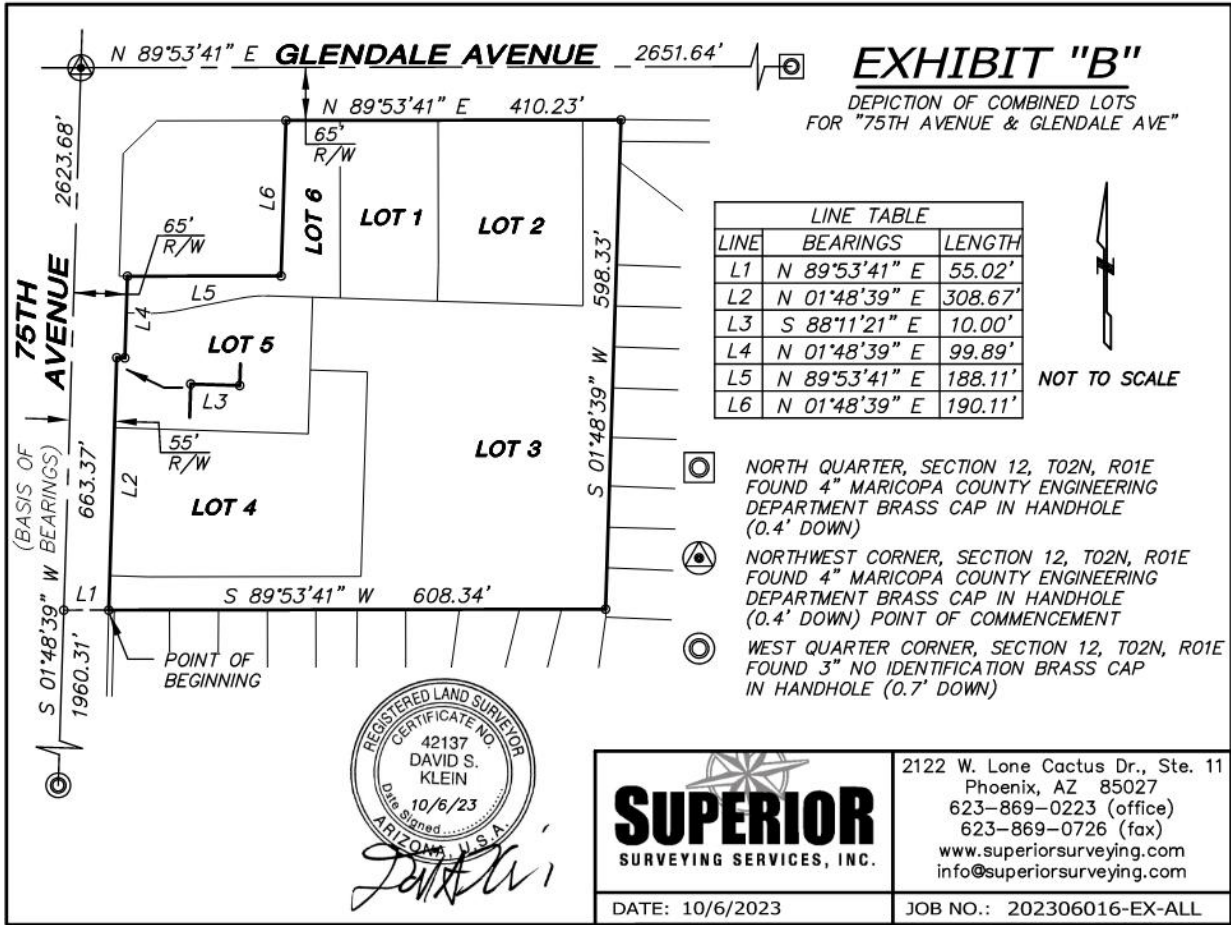 N 89°53'41" E GLENDALE AVENUE 2651.64'
EXHIBIT "B"
DEPICTION OF COMBINED LOTS
FOR "75TH AVENUE & GLENDALE AVE"
N 89°53'41" E 410.23'
65'
R/W
2623.68'
L6
LOT 6
LOT 1
LOT 2
65'
R/W
75TH
AVENUE
L5
L4
598.33'
LOT 5
L3
S 01°48'39" W
55'
R/W
LOT 3
(BASIS OF
BEARINGS)
S 01°48'39" W
663.37'
L2
LOT 4
L1
S 89°53'41" W 608.34'
1960.31'
POINT OF
BEGINNING
LINE TABLE
LINE BEARINGS LENGTH
L1 N 89°53'41" E 55.02'
L2 N 01°48'39" E 308.67'
L3 S 88°11'21" E 10.00'
L4 N 01°48'39" E 99.89'
L5 N 89°53'41" E 188.11'
L6 N 01°48'39" E 190.11'
N
NOT TO SCALE
NORTH QUARTER, SECTION 12, T02N, R01E
FOUND 4" MARICOPA COUNTY ENGINEERING
DEPARTMENT BRASS CAP IN HANDHOLE
(0.4' DOWN)
NORTHWEST CORNER, SECTION 12, T02N, R01E
FOUND 4" MARICOPA COUNTY ENGINEERING
DEPARTMENT BRASS CAP IN HANDHOLE
(0.4' DOWN) POINT OF COMMENCEMENT
WEST QUARTER CORNER, SECTION 12, T02N, R01E
FOUND 3" NO IDENTIFICATION BRASS CAP
IN HANDHOLE (0.7' DOWN)
REGISTERED LAND SURVEYOR
CERTIFICATE NO.
42137
DAVID S.
KLEIN
10/6/23
Date Signed
ARIZONA, U.S.A.
SUPERIOR
SURVEYING SERVICES, INC.
2122 W. Lone Cactus Dr., Ste. 11
Phoenix, AZ 85027
623-869-0223 (office)
623-869-0726 (fax)
www.superiorsurveying.com
info@superiorsurveying.com
DATE: 10/6/2023
JOB NO.: 202306016-EX-ALL